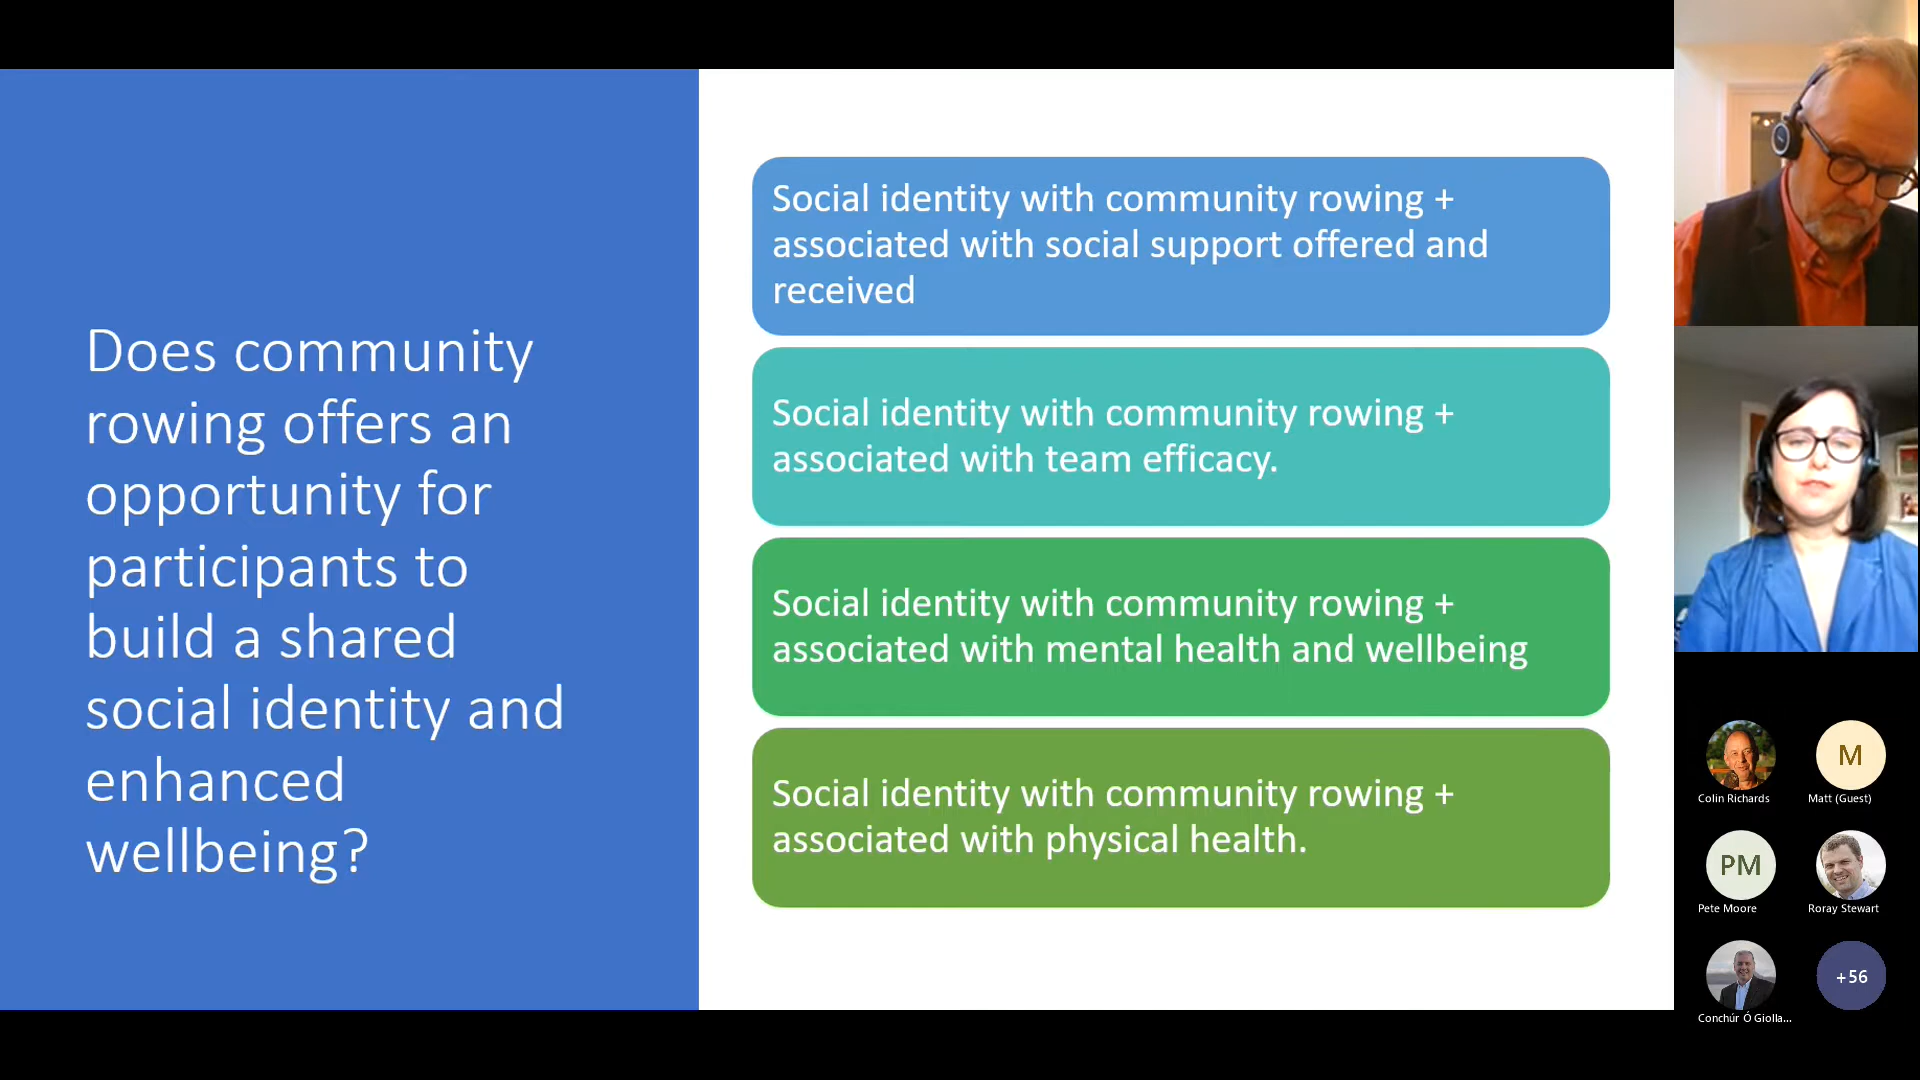 Does community
rowing offers an
opportunity for
participants to
build a shared
social identity and
enhanced
wellbeing?
Social identity with community rowing +
associated with social support offered and
received
Social identity with community rowing +
associated with team efficacy.
Social identity with community rowing +
associated with mental health and wellbeing
Social identity with community rowing +
associated with physical health.
Colin Richards
M
Matt (Guest)
PM
Pete Moore
Roray Stewart
Conchúr Ó Giolla...
+56